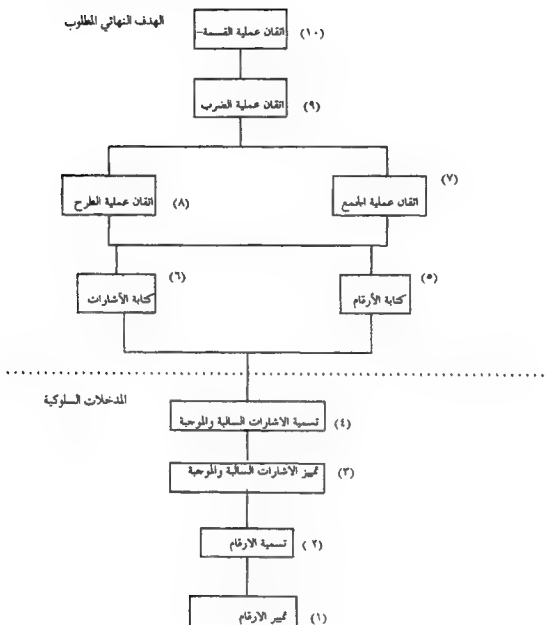 الهدف النهائي المطلوب
اتقان عملية القسمة-
(١٠)
اتقان عملية الضرب
(٩)
(٧)
اتقان عملية الجمع
(٨)
اتقان عملية الطرح
(٥)
كتابة الأرقام
(٦)
كتابة الأشارات
المدخلات السلوكية
(٤)
تسمية الاشارات السالبة والموجبة
(٣)
تمييز الاشارات السالبة والموجبة
(٢)
تسمية الارقام
(١)
تمييز الارقام